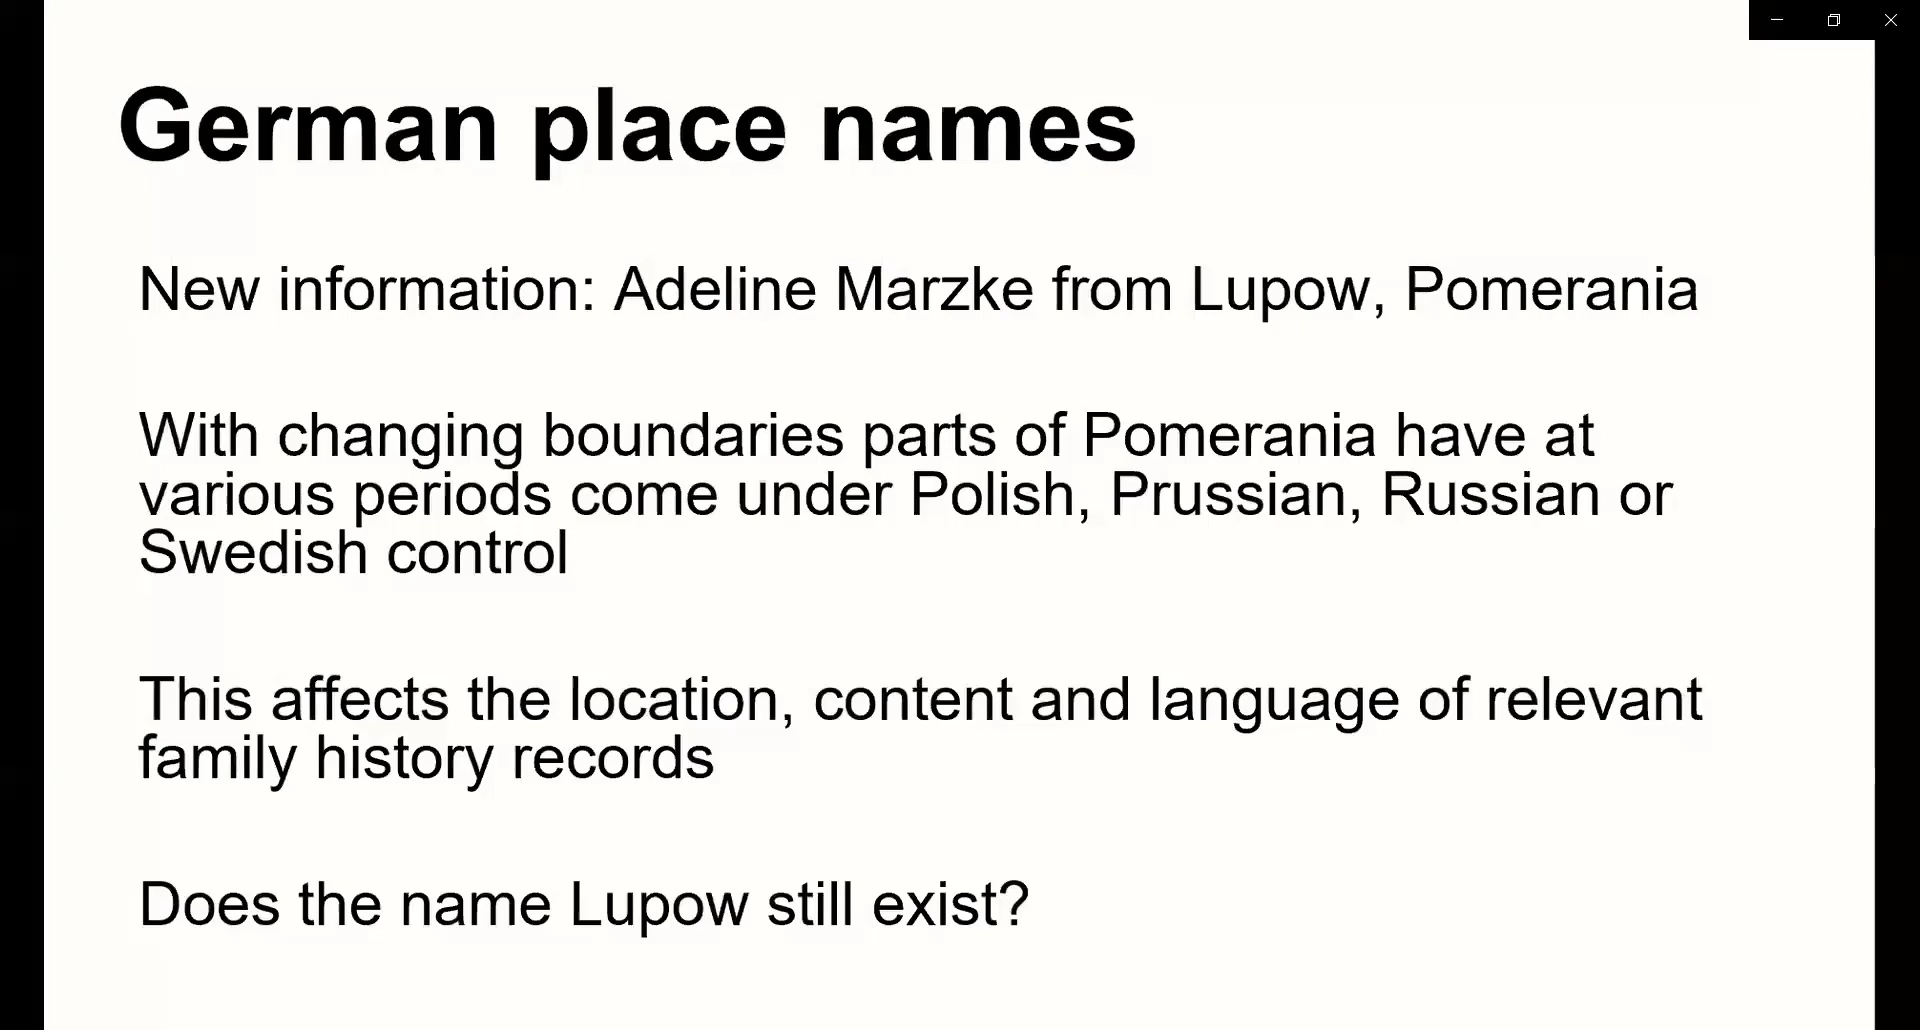 German place names
New information: Adeline Marzke from Lupow, Pomerania
With changing boundaries parts of Pomerania have at
various periods come under Polish, Prussian, Russian or
Swedish control
This affects the location, content and language of relevant
family history records
Does the name Lupow still exist?